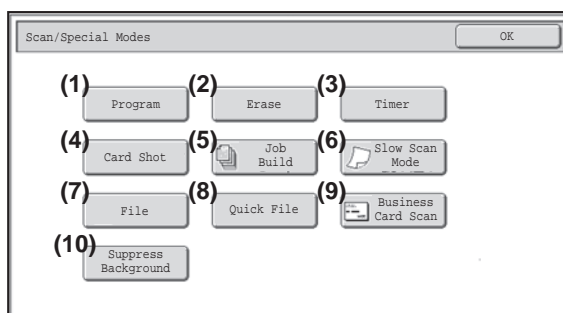 Scan/Special Modes
OK
(1) Program
(2) Erase
(3) Timer
(4) Card Shot
(5) Job
Build
(6) Slow Scan
Mode
(7) File
(8) Quick File
(9) Business
Card Scan
(10) Suppress
Background